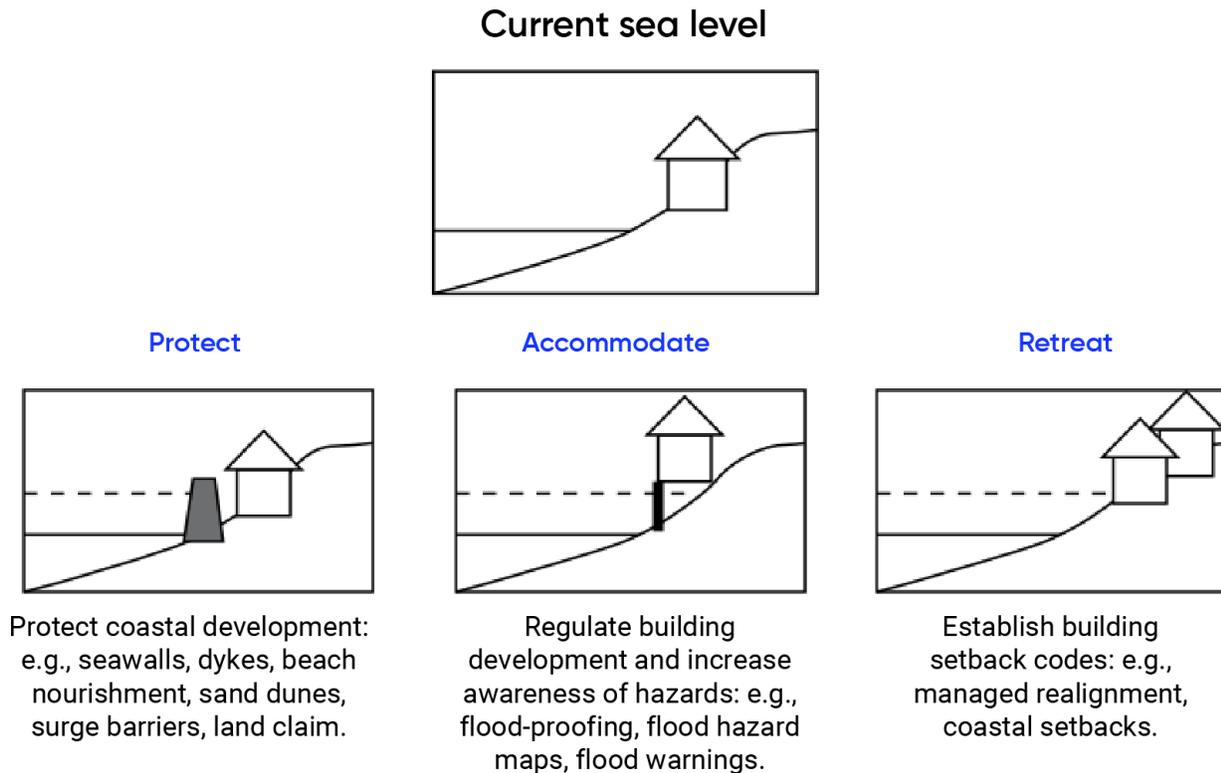 Current sea level
Protect
Accommodate
Retreat
Protect coastal development:
e.g., seawalls, dykes, beach
nourishment, sand dunes,
surge barriers, land claim.
Regulate building
development and increase
awareness of hazards: e.g.,
flood-proofing, flood hazard
maps, flood warnings.
Establish building
setback codes: e.g.,
managed realignment,
coastal setbacks.